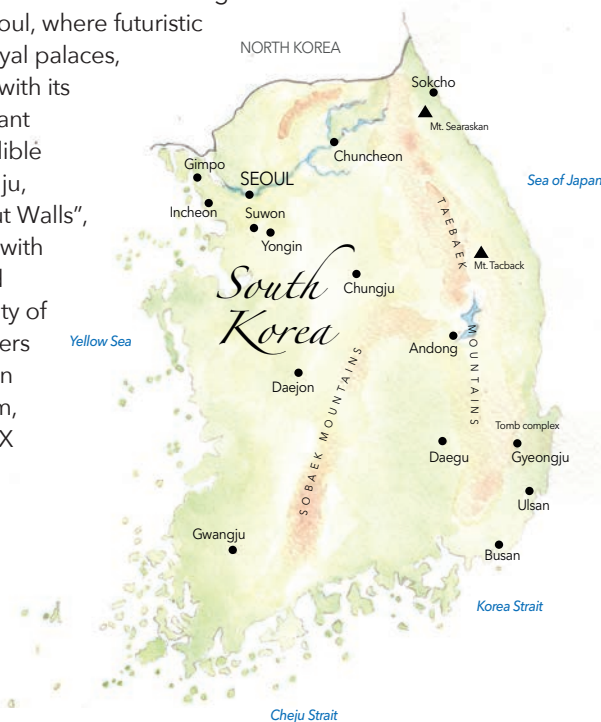 oul, where futuristic
yal palaces,
with its
ant
lible
ju,
ut Walls",
with
ty of
ers
n
m,
X
NORTH KOREA
Sokcho
Mt. Searaskan
Chuncheon
Gimpo
SEOUL
Sea of Japan
Incheon
Suwon
Yongin
TAEBAEK
MOUNTAINS
Mt. Tacback
South
Korea
Chungju
Yellow Sea
Andong
Daejon
SOBAEK MOUNTAINS
Tomb complex
Daegu
Gyeongju
Ulsan
Gwangju
Busan
Korea Strait
Cheju Strait